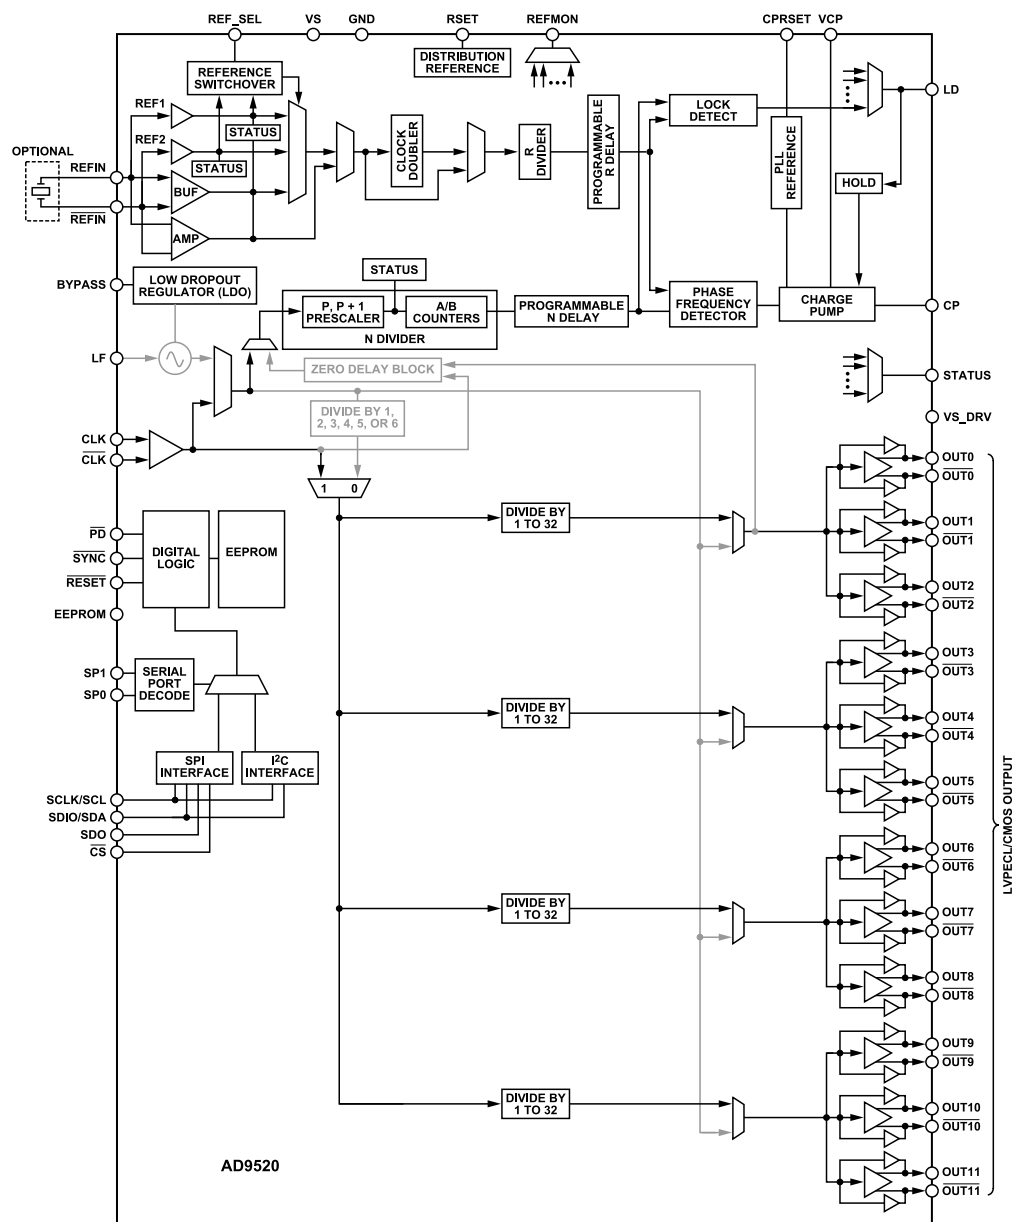 REF_SEL
VS
GND
RSET
REFMON
CPRSET
VCP
DISTRIBUTION
REFERENCE
REFERENCE
SWITCHOVER
LD
REF1
STATUS
LOCK
DETECT
OPTIONAL
REF2
STATUS
CLOCK
DOUBLER
R
DIVIDER
PROGRAMMABLE
R DELAY
PLL
REFERENCE
REFIN
BUF
HOLD
REFIN
AMP
STATUS
BYPASS
LOW DROPOUT
REGULATOR (LDO)
P, P + 1
PRESCALER
A/B
COUNTERS
N DIVIDER
PROGRAMMABLE
N DELAY
PHASE
FREQUENCY
DETECTOR
CHARGE
PUMP
CP
LF
ZERO DELAY BLOCK
STATUS
DIVIDE BY 1,
2, 3, 4, 5, OR 6
VS_DRV
CLK
CLK
OUT0
OUT0
1 0
DIVIDE BY
1 TO 32
OUT1
OUT1
PD
SYNC
RESET
DIGITAL
LOGIC
EEPROM
OUT2
OUT2
EEPROM
OUT3
OUT3
SP1
SP0
SERIAL
PORT
DECODE
DIVIDE BY
1 TO 32
OUT4
OUT4
SPI
INTERFACE
I2C
INTERFACE
OUT5
OUT5
SCLK/SCL
SDIO/SDA
SDO
CS
LVPECL/CMOS OUTPUT
OUT6
OUT6
DIVIDE BY
1 TO 32
OUT7
OUT7
OUT8
OUT8
OUT9
OUT9
DIVIDE BY
1 TO 32
OUT10
OUT10
AD9520
OUT11
OUT11